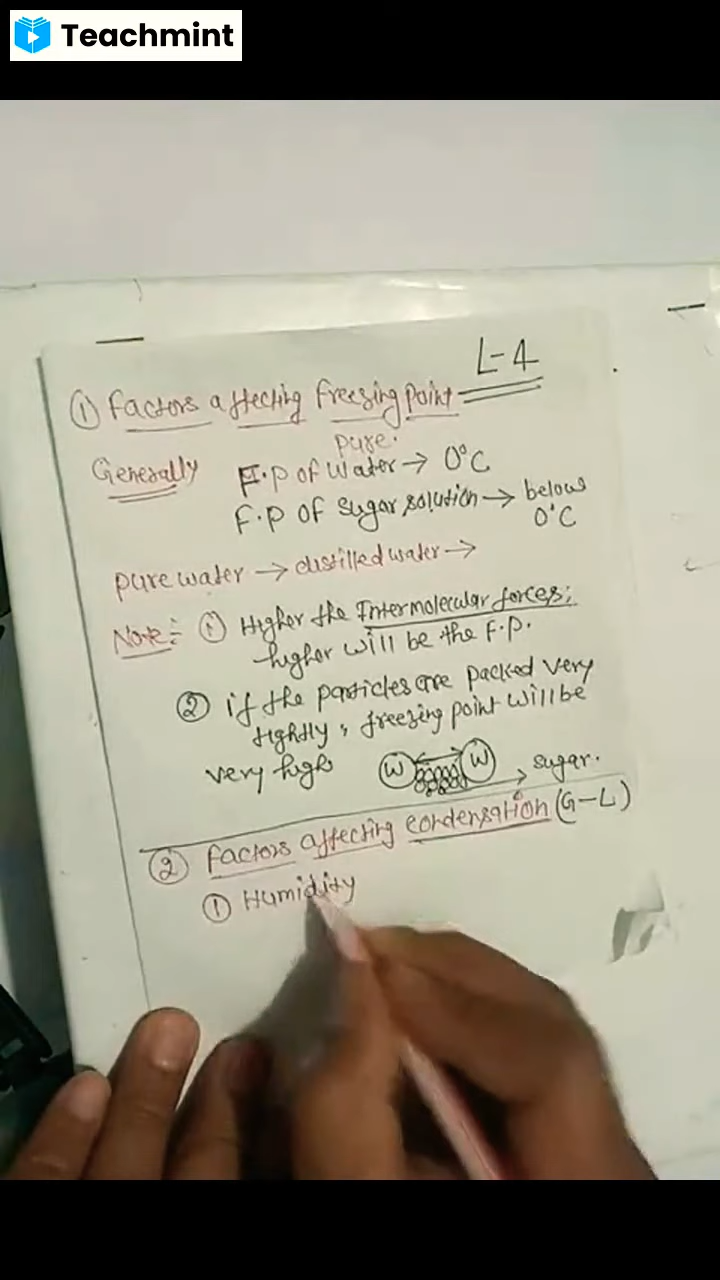 Teachmint
L-4
① Factors affecting Freezing Point
pure.
Generally F.p of Water → 0°C
F.p OF Sugar solution → below
0°C
pure water → distilled water →
Note:- ① Higher the Intermolecular forces;
higher will be the F.P.
② if the particles are packed very
tightly, freezing point will be
very high
W W → sugar.
② Factors affecting condensation (G-L)
① Humidity